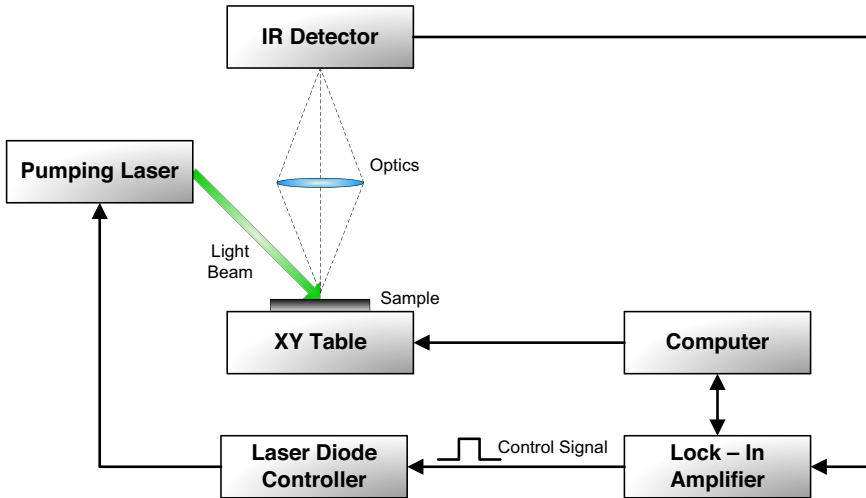 IR Detector
Pumping Laser
Optics
Light
Beam
Sample
XY Table
Computer
Laser Diode
Controller
Control Signal
Lock – In
Amplifier